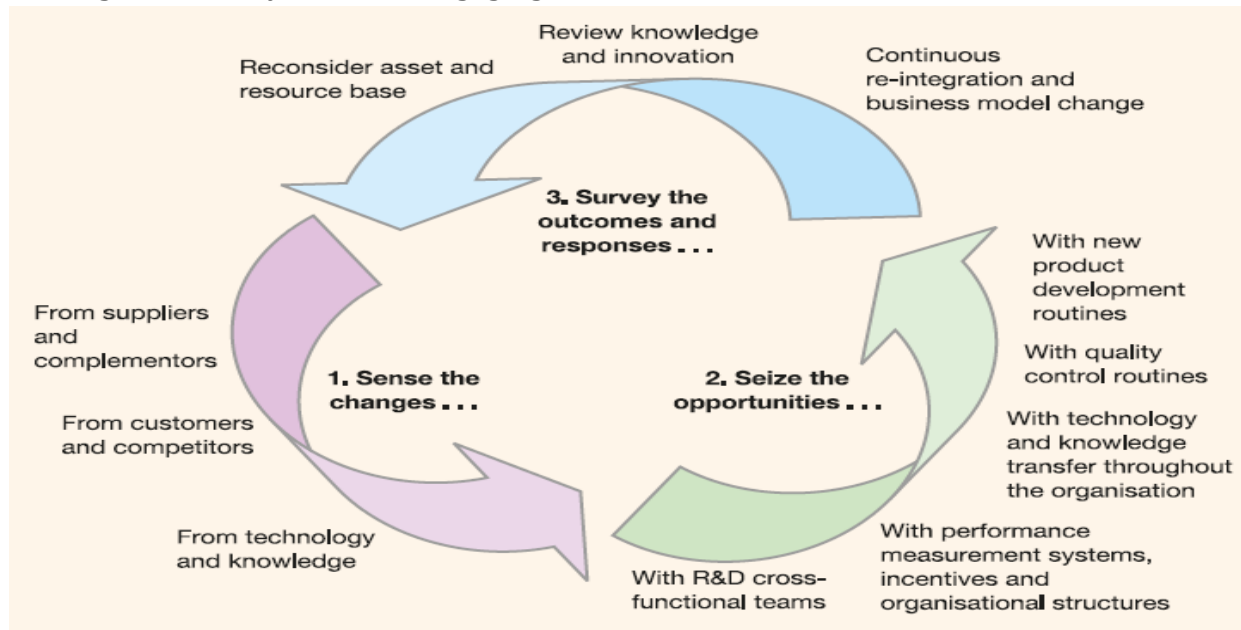 Review knowledge
and innovation
Reconsider asset and
resource base
Continuous
re-integration and
business model change
3. Survey the
outcomes and
responses . . .
From suppliers
and
complementors
1. Sense the
changes . . .
From customers
and competitors
From technology
and knowledge
2. Seize the
opportunities . . .
With new
product
development
routines
With quality
control routines
With technology
and knowledge
transfer throughout
the organisation
With performance
measurement systems,
incentives and
organisational structures
With R&D cross-
functional teams